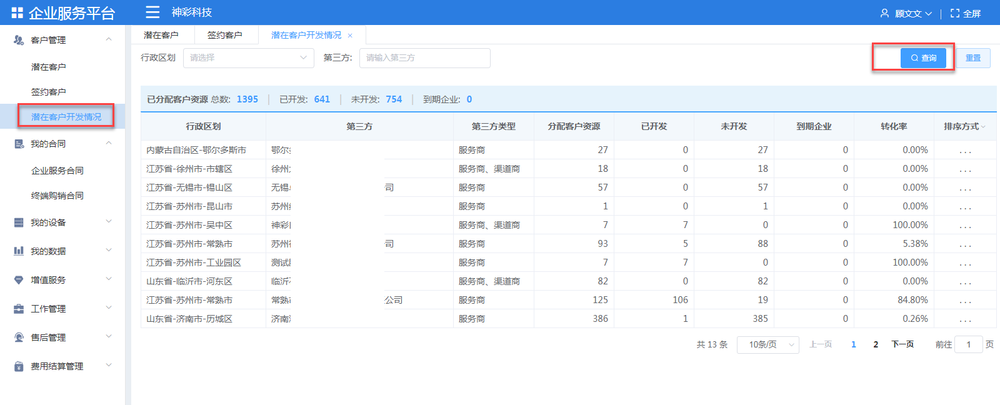 企业服务平台
神彩科技
顾文文
全屏
客户管理
潜在客户
签约客户
潜在客户开发情况
我的合同
企业服务合同
终端购销合同
我的设备
我的数据
增值服务
工作管理
售后管理
费用结算管理
潜在客户 签约客户 潜在客户开发情况 ×
行政区划 请选择 第三方: 请输入第三方 查询 重置
已分配客户资源 总数: 1395 已开发: 641 未开发: 754 到期企业: 0
行政区划 第三方 第三方类型 分配客户资源 已开发 未开发 到期企业 转化率 排序方式
内蒙古自治区-鄂尔多斯市 鄂尔 服务商 27 0 27 0 0.00% ...
江苏省-徐州市-市辖区 徐州 服务商、渠道商 18 0 18 0 0.00% ...
江苏省-无锡市-锡山区 无锡 司 服务商 57 0 57 0 0.00% ...
江苏省-苏州市-昆山市 苏州 服务商 1 0 1 0 0.00% ...
江苏省-苏州市-吴中区 神彩 服务商、渠道商 7 7 0 0 100.00% ...
江苏省-苏州市-常熟市 苏州 司 服务商 93 5 88 0 5.38% ...
江苏省-苏州市-工业园区 测试 服务商 7 7 0 0 100.00% ...
山东省-临沂市-河东区 临沂 服务商、渠道商 82 0 82 0 0.00% ...
江苏省-苏州市-常熟市 常熟 公司 服务商 125 106 19 0 84.80% ...
山东省-济南市-历城区 济南 服务商 386 1 385 0 0.26% ...
共 13 条 10条/页 上一页 1 2 下一页 前往 1 页